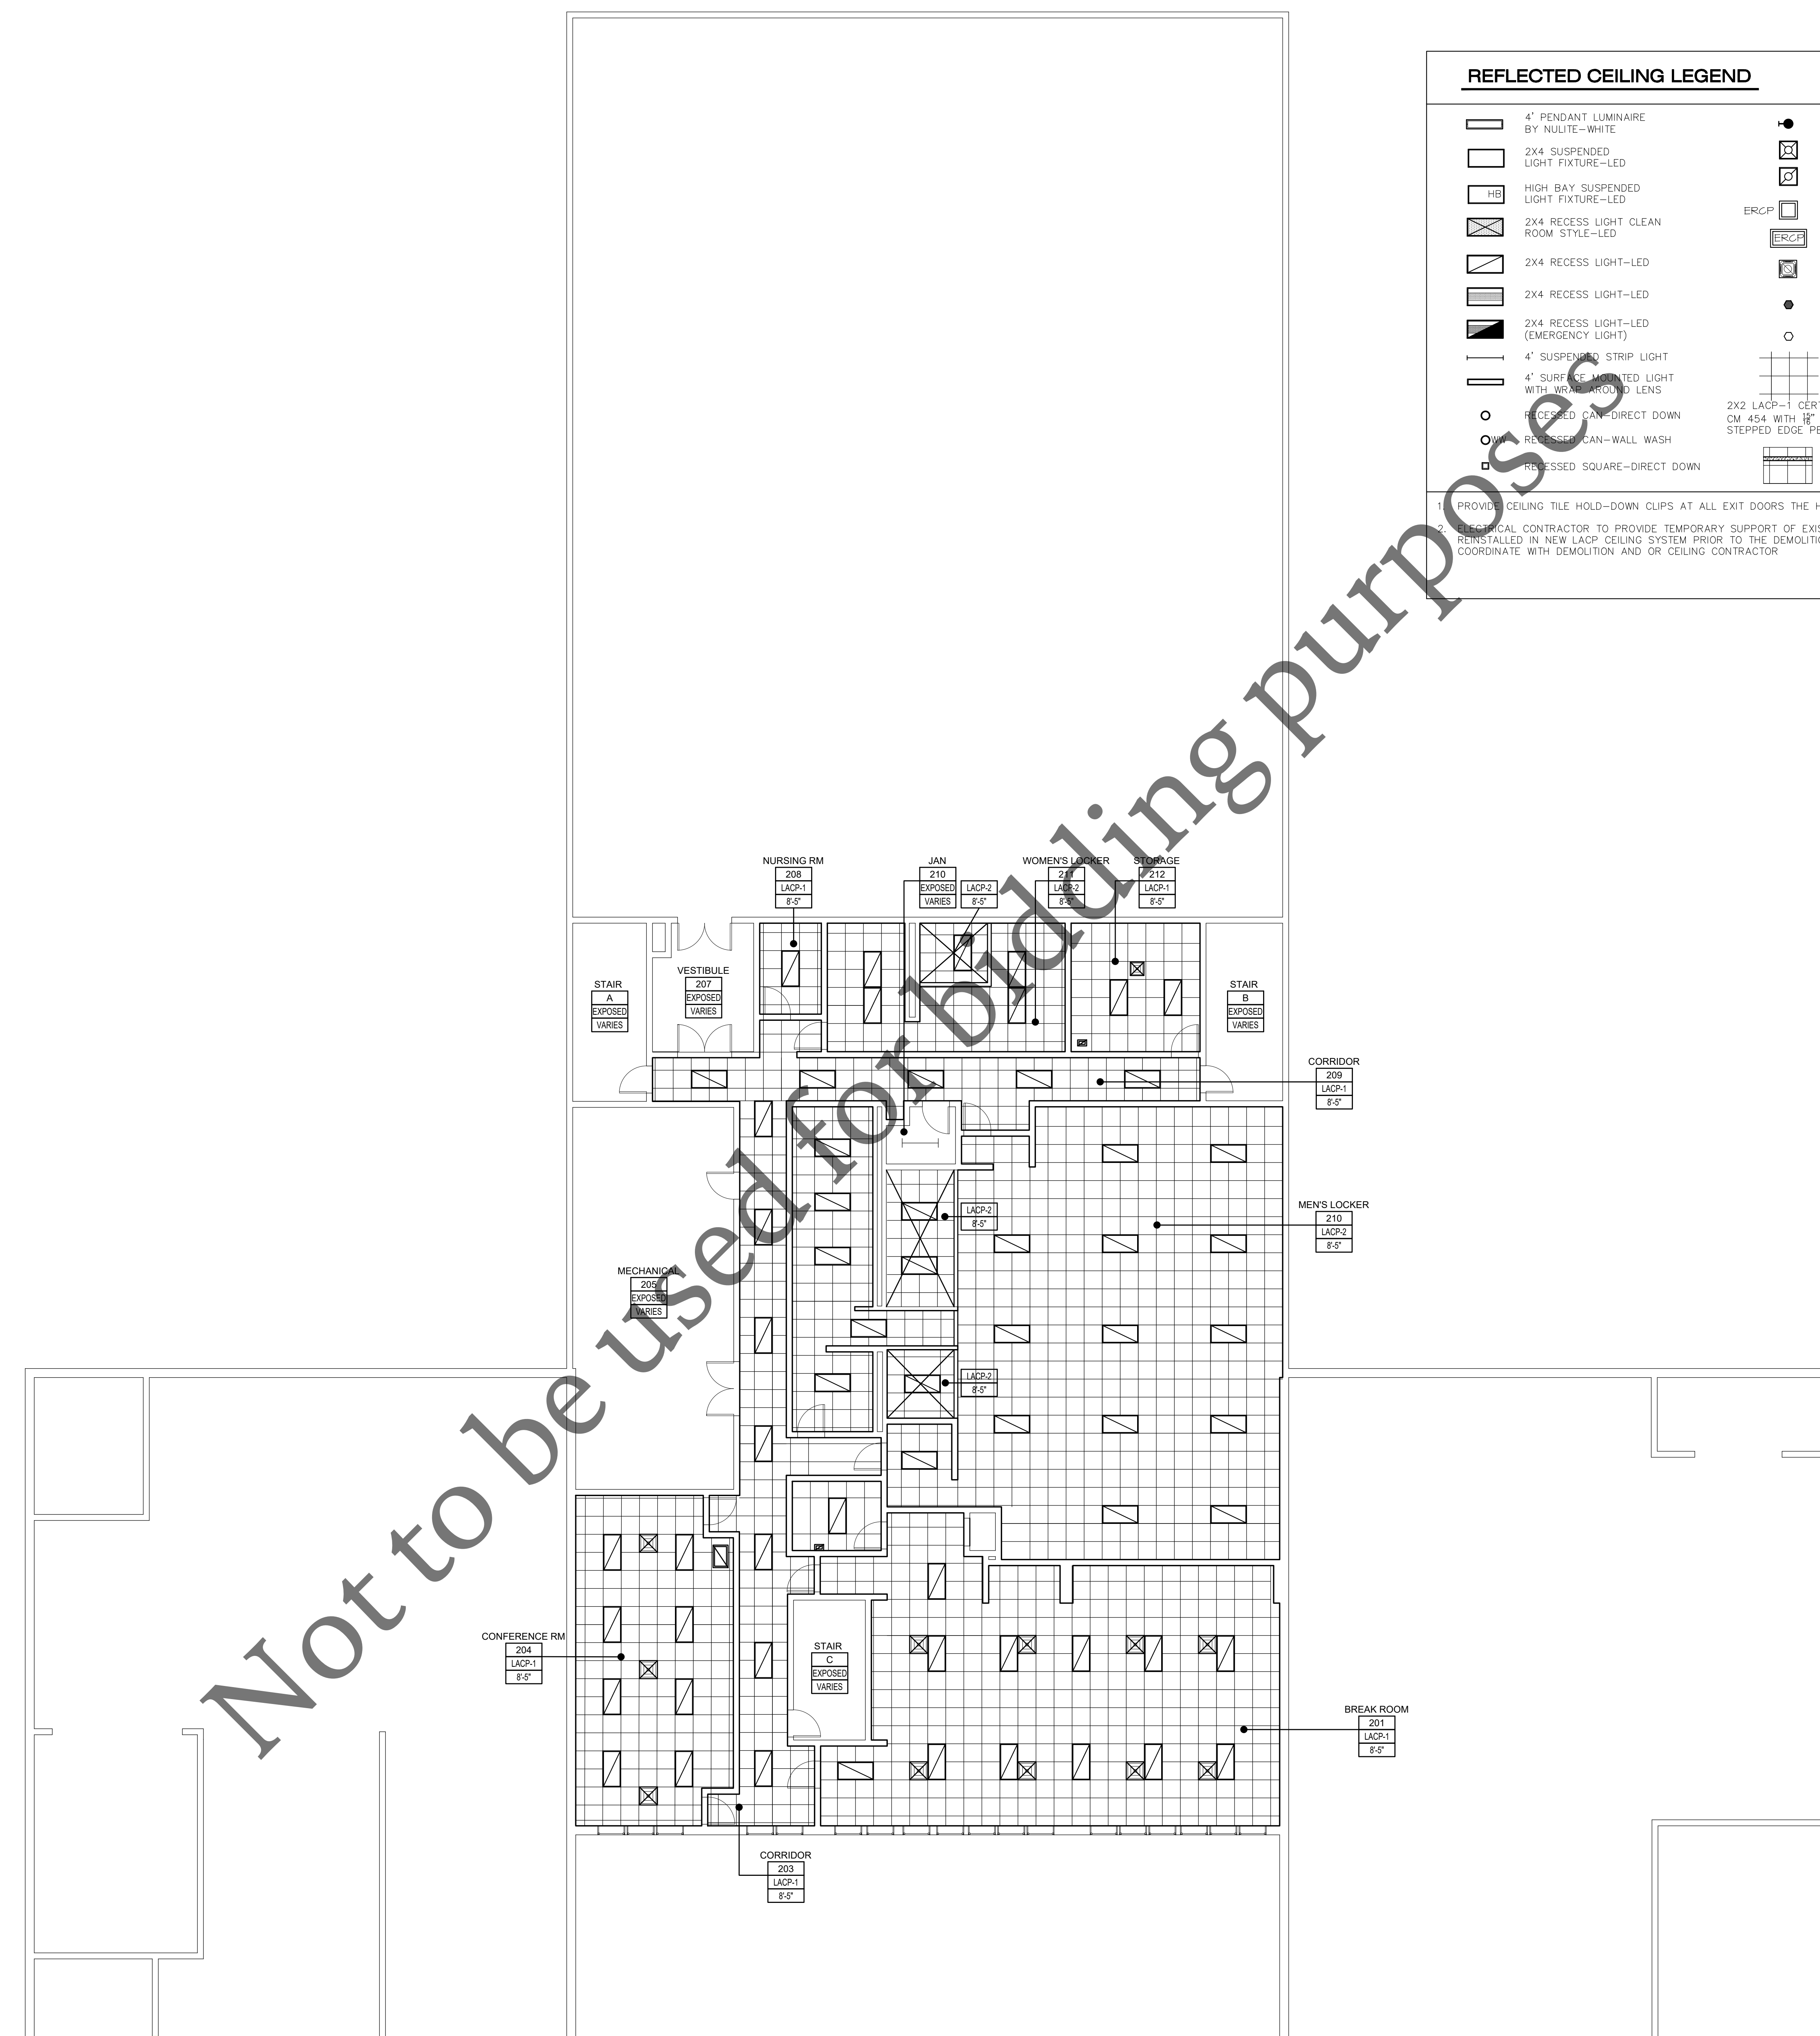 REFLECTED CEILING LEGEND
4' PENDANT LUMINAIRE
BY NULITE-WHITE
2X4 SUSPENDED
LIGHT FIXTURE-LED
HB
HIGH BAY SUSPENDED
LIGHT FIXTURE-LED
2X4 RECESS LIGHT CLEAN
ROOM STYLE-LED
2X4 RECESS LIGHT-LED
2X4 RECESS LIGHT-LED
2X4 RECESS LIGHT-LED
(EMERGENCY LIGHT)
4' SUSPENDED STRIP LIGHT
4' SURFACE MOUNTED LIGHT
WITH WRAP AROUND LENS
RECESSED CAN-DIRECT DOWN
WW
RECESSED CAN-WALL WASH
RECESSED SQUARE-DIRECT DOWN
ERCP
ERCP
2X2 LACP-1 CERT
CM 454 WITH 15/16"
STEPPED EDGE PE
1. PROVIDE CEILING TILE HOLD-DOWN CLIPS AT ALL EXIT DOORS THE H
2. ELECTRICAL CONTRACTOR TO PROVIDE TEMPORARY SUPPORT OF EXIS
REINSTALLED IN NEW LACP CEILING SYSTEM PRIOR TO THE DEMOLITIO
COORDINATE WITH DEMOLITION AND OR CEILING CONTRACTOR
Not to be used for bidding purposes
NURSING RM
208
LACP-1
8'-5"
JAN
210
EXPOSED
VARIES
LACP-2
8'-5"
WOMEN'S LOCKER
211
LACP-2
8'-5"
STORAGE
212
LACP-1
8'-5"
STAIR
A
EXPOSED
VARIES
VESTIBULE
207
EXPOSED
VARIES
STAIR
B
EXPOSED
VARIES
CORRIDOR
209
LACP-1
8'-5"
MEN'S LOCKER
210
LACP-2
8'-5"
LACP-2
8'-5"
MECHANICAL
205
EXPOSED
VARIES
LACP-2
8'-5"
CONFERENCE RM
204
LACP-1
8'-5"
STAIR
C
EXPOSED
VARIES
BREAK ROOM
201
LACP-1
8'-5"
CORRIDOR
203
LACP-1
8'-5"